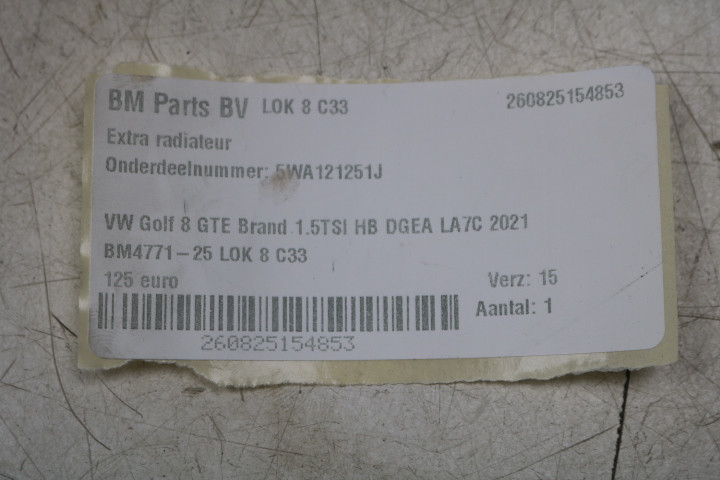 BM Parts BV LOK 8 C33 260825154853
Extra radiateur
Onderdeelnummer: 5WA121251J
VW Golf 8 GTE Brand 1.5TSI HB DGEA LA7C 2021
BM4771-25 LOK 8 C33
125 euro Verz: 15
Aantal: 1
260825154853